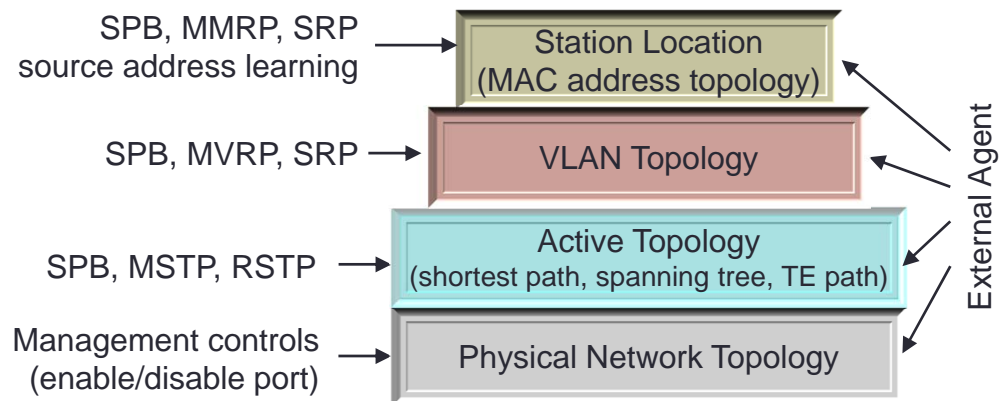 SPB, MMRP, SRP
source address learning
Station Location
(MAC address topology)
SPB, MVRP, SRP
VLAN Topology
SPB, MSTP, RSTP
Active Topology
(shortest path, spanning tree, TE path)
Management controls
(enable/disable port)
Physical Network Topology
External Agent